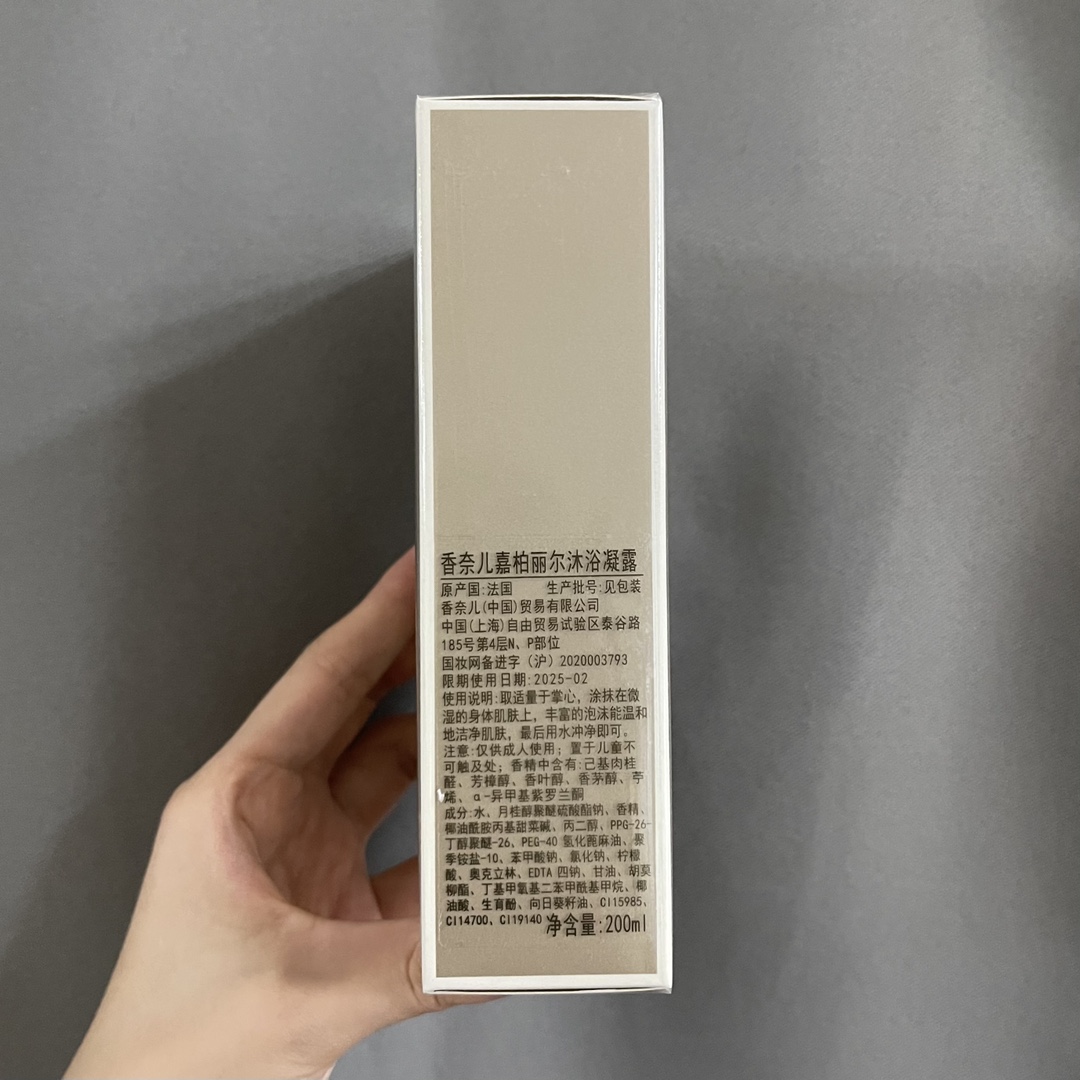 香奈儿嘉柏丽尔沐浴凝露
原产国:法国 生产批号:见包装
香奈儿(中国)贸易有限公司
中国(上海)自由贸易试验区泰谷路
185号第4层N、P部位
国妆网备进字（沪）2020003793
限期使用日期:2025-02
使用说明:取适量于掌心，涂抹在微
湿的身体肌肤上，丰富的泡沫能温和
地洁净肌肤，最后用水冲净即可。
注意:仅供成人使用；置于儿童不
可触及处；香精中含有:己基肉桂
醛、芳樟醇、香叶醇、香茅醇、苧
烯、α-异甲基紫罗兰酮
成分:水、月桂醇聚醚硫酸酯钠、香精、
椰油酰胺丙基甜菜碱、丙二醇、PPG-26-
丁醇聚醚-26、PEG-40 氢化蓖麻油、聚
季铵盐-10、苯甲酸钠、氯化钠、柠檬
酸、奥克立林、EDTA 四钠、甘油、胡莫
柳酯、丁基甲氧基二苯甲酰基甲烷、椰
油酸、生育酚、向日葵籽油、CI15985、
CI14700、CI19140 净含量:200ml